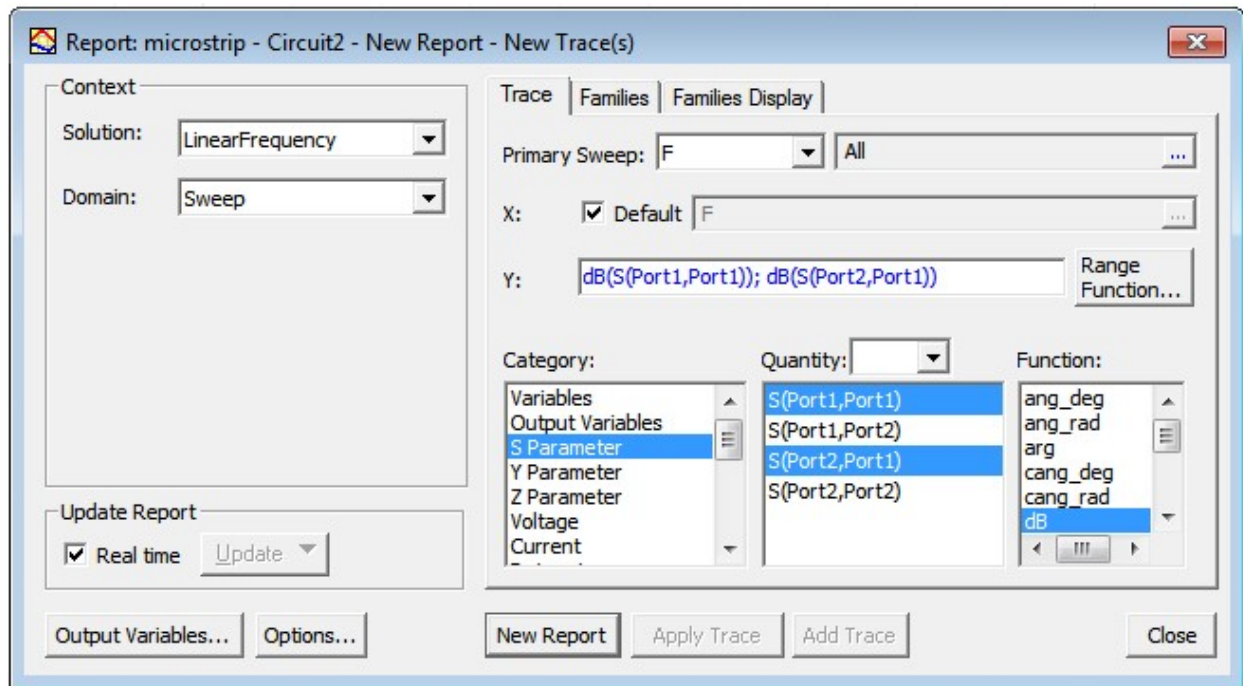 Report: microstrip - Circuit2 - New Report - New Trace(s)
Context
Solution: LinearFrequency
Domain: Sweep
Update Report
Real time Update
Output Variables... Options...
Trace Families Families Display
Primary Sweep: F All ...
X: Default F ...
Y: dB(S(Port1,Port1)); dB(S(Port2,Port1)) Range Function...
Category:
Variables
Output Variables
S Parameter
Y Parameter
Z Parameter
Voltage
Current
Quantity:
S(Port1,Port1)
S(Port1,Port2)
S(Port2,Port1)
S(Port2,Port2)
Function:
ang_deg
ang_rad
arg
cang_deg
cang_rad
dB
New Report Apply Trace Add Trace Close